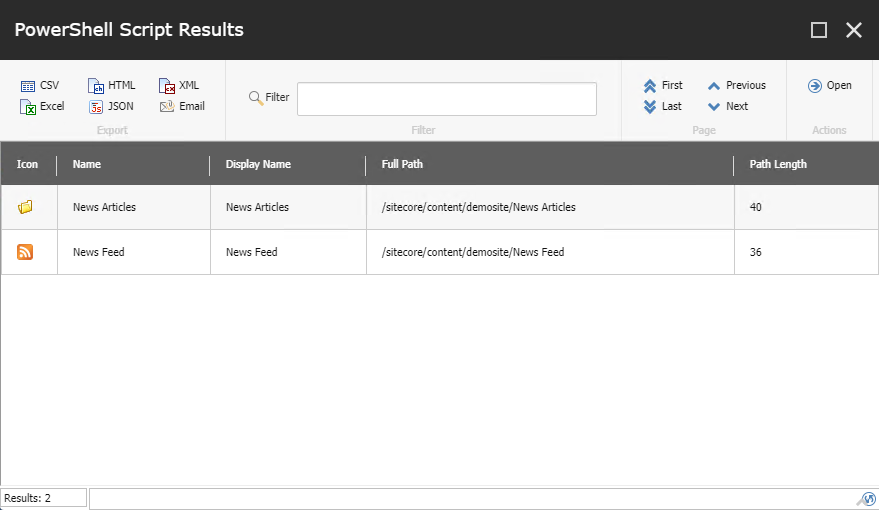 PowerShell Script Results
CSV HTML XML
Excel JSON Email
Export
Filter
Filter
First Previous
Last Next
Page
Open
Actions
Icon Name Display Name Full Path Path Length
News Articles News Articles /sitecore/content/demosite/News Articles 40
News Feed News Feed /sitecore/content/demosite/News Feed 36
Results: 2